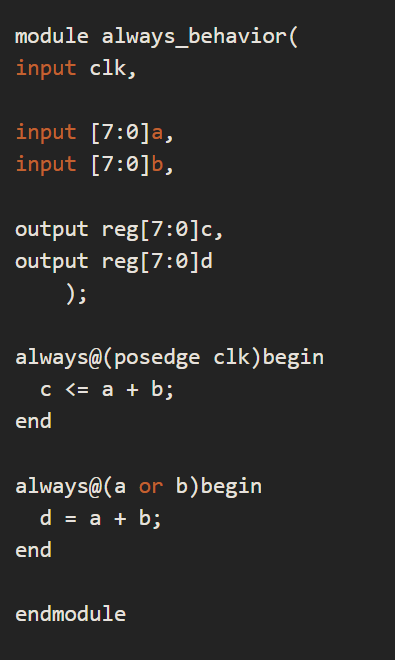 module always_behavior(
input clk,
input [7:0]a,
input [7:0]b,
output reg[7:0]c,
output reg[7:0]d
);
always@(posedge clk)begin
c <= a + b;
end
always@(a or b)begin
d = a + b;
end
endmodule